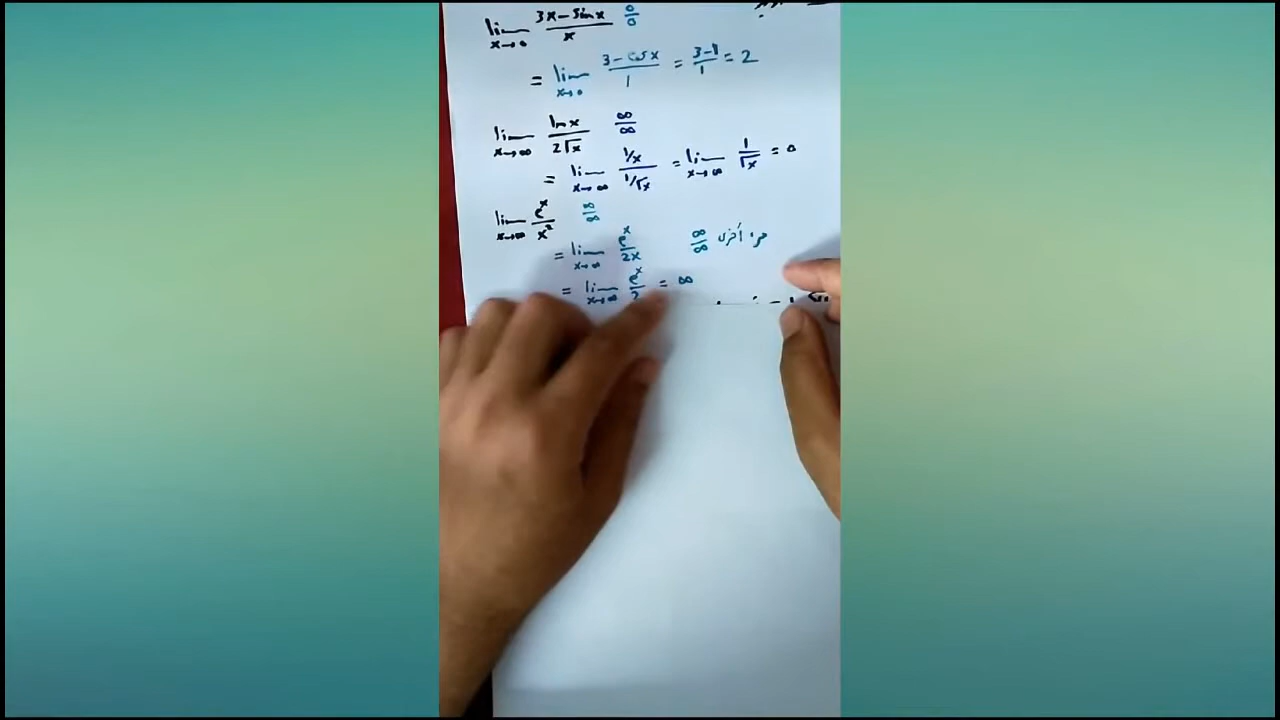 lim x→0 (3x - sin x)/x 0/0
= lim x→0 (3 - cos x)/1 = (3-1)/1 = 2
lim x→∞ ln x/(2√x) ∞/∞
= lim x→∞ (1/x)/(1/√x) = lim x→∞ 1/√x = 0
lim x→∞ e^x/x^2 ∞/∞
= lim x→∞ e^x/2x ∞/∞ مرة أخرى
= lim x→∞ e^x/2 = ∞